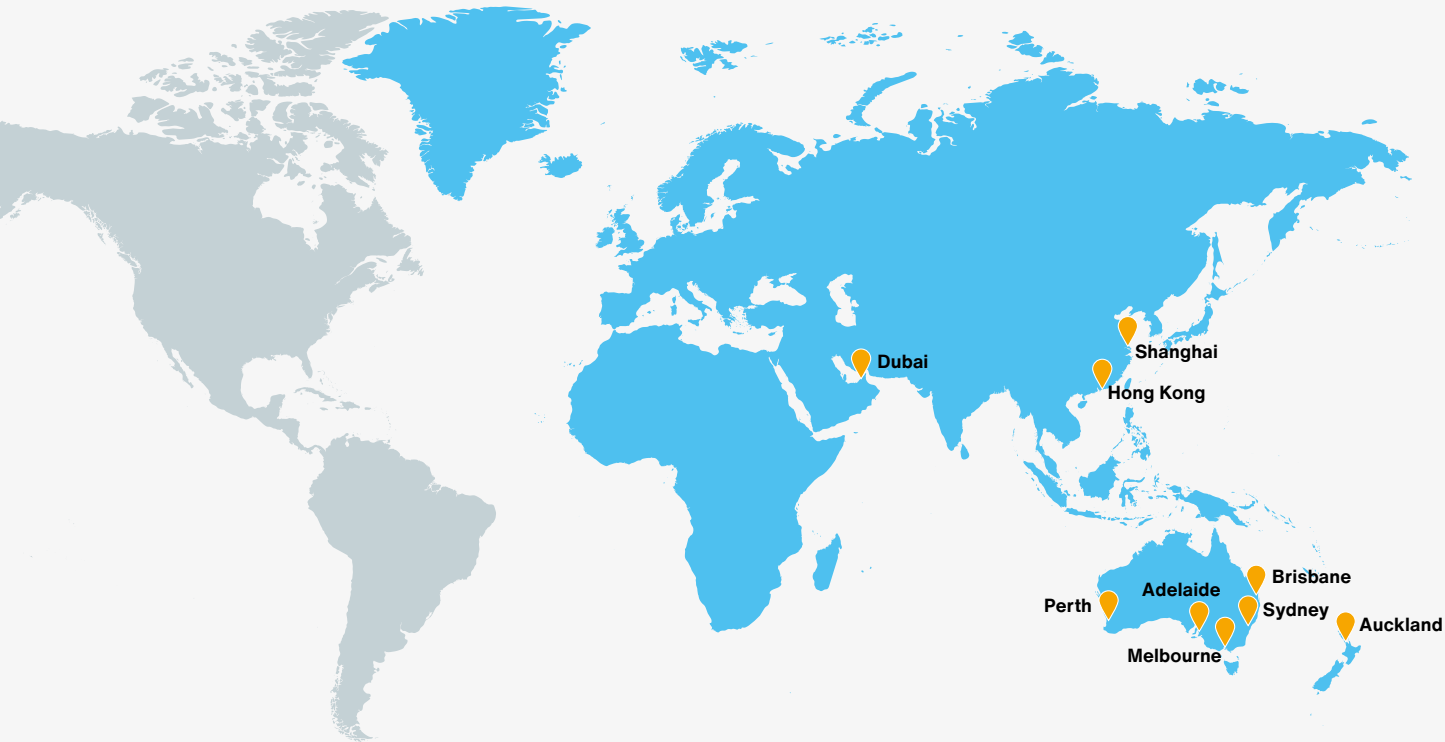 Shanghai
Dubai
Hong Kong
Brisbane
Adelaide
Perth
Sydney
Auckland
Melbourne